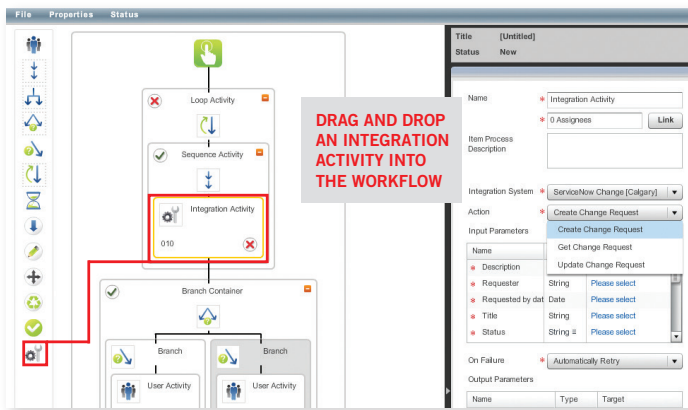 File Properties Status
Title [Untitled]
Status New
Loop Activity
Sequence Activity
Integration Activity
010
DRAG AND DROP
AN INTEGRATION
ACTIVITY INTO
THE WORKFLOW
Branch Container
Branch
User Activity
Branch
User Activity
Name * Integration Activity
* 0 Assignees Link
Item Process
Description
Integration System * ServiceNow Change [Calgary]
Action * Create Change Request
Create Change Request
Get Change Request
Update Change Request
Input Parameters
Name
* Description
* Requester String Please select
* Requested by dat Date Please select
* Title String Please select
* Status String Please select
On Failure * Automatically Retry
Output Parameters
Name Type Target